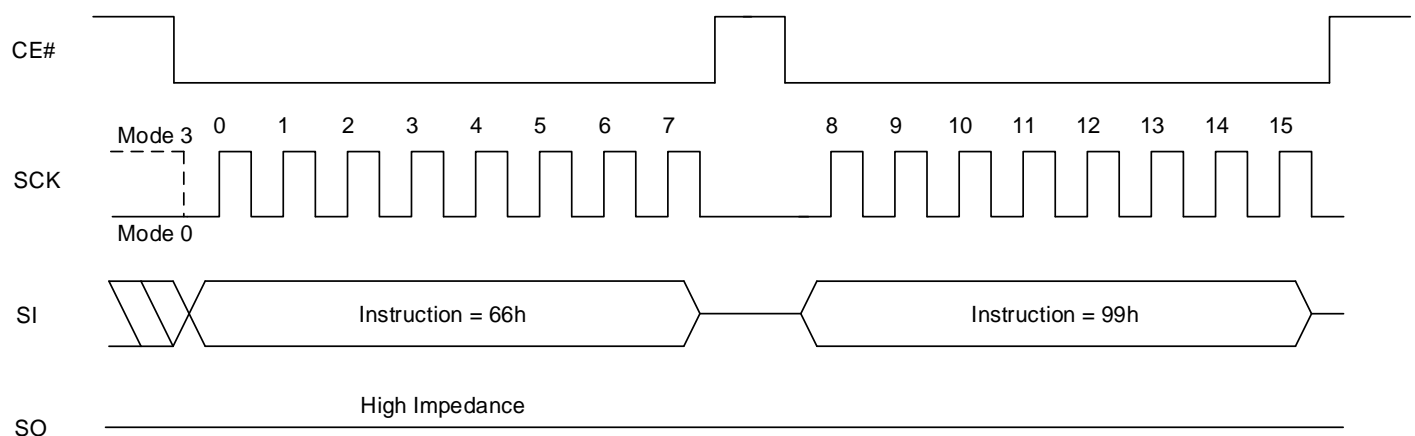 CE#
0 1 2 3 4 5 6 7 8 9 10 11 12 13 14 15
Mode 3
SCK
Mode 0
SI
Instruction = 66h
Instruction = 99h
High Impedance
SO